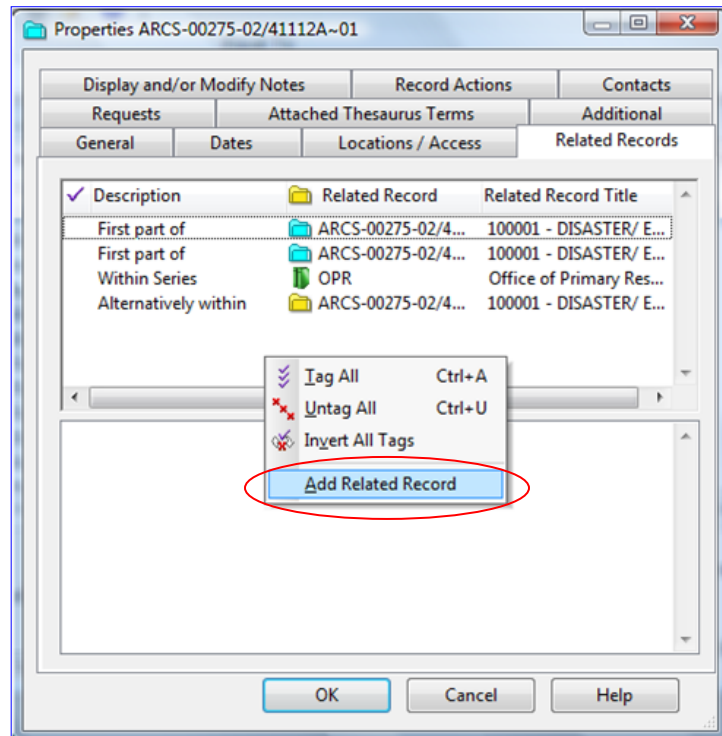 Properties ARCS-00275-02/41112A~01
Display and/or Modify Notes Record Actions Contacts
Requests Attached Thesaurus Terms Additional
General Dates Locations / Access Related Records
Description Related Record Related Record Title
First part of ARCS-00275-02/4... 100001 - DISASTER/ E...
First part of ARCS-00275-02/4... 100001 - DISASTER/ E...
Within Series OPR Office of Primary Res...
Alternatively within ARCS-00275-02/4... 100001 - DISASTER/ E...
Tag All Ctrl+A
Untag All Ctrl+U
Invert All Tags
Add Related Record
OK Cancel Help